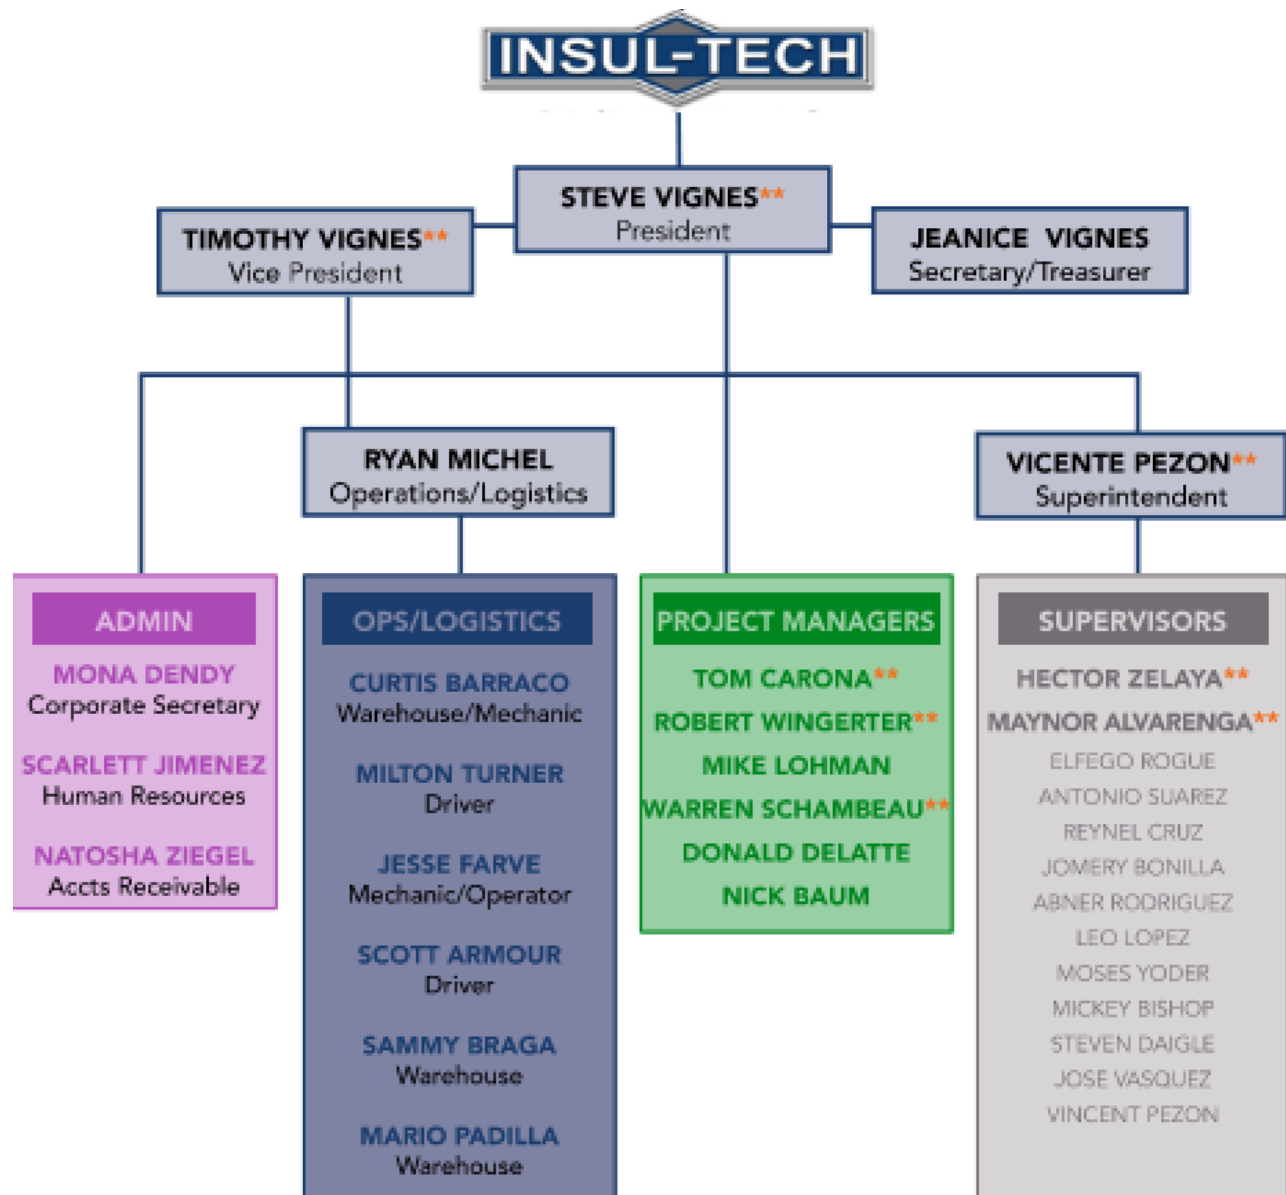 INSUL-TECH
STEVE VIGNES**
President
TIMOTHY VIGNES**
Vice President
JEANICE VIGNES
Secretary/Treasurer
RYAN MICHEL
Operations/Logistics
VICENTE PEZON**
Superintendent
ADMIN
MONA DENDY
Corporate Secretary
SCARLETT JIMENEZ
Human Resources
NATOSHA ZIEGEL
Accts Receivable
OPS/LOGISTICS
CURTIS BARRACO
Warehouse/Mechanic
MILTON TURNER
Driver
JESSE FARVE
Mechanic/Operator
SCOTT ARMOUR
Driver
SAMMY BRAGA
Warehouse
MARIO PADILLA
Warehouse
PROJECT MANAGERS
TOM CARONA**
ROBERT WINGERTER**
MIKE LOHMAN
WARREN SCHAMBEAU**
DONALD DELATTE
NICK BAUM
SUPERVISORS
HECTOR ZELAYA**
MAYNOR ALVARENGA**
ELFEGO ROGUE
ANTONIO SUAREZ
REYNEL CRUZ
JOMERY BONILLA
ABNER RODRIGUEZ
LEO LOPEZ
MOSES YODER
MICKEY BISHOP
STEVEN DAIGLE
JOSE VASQUEZ
VINCENT PEZON